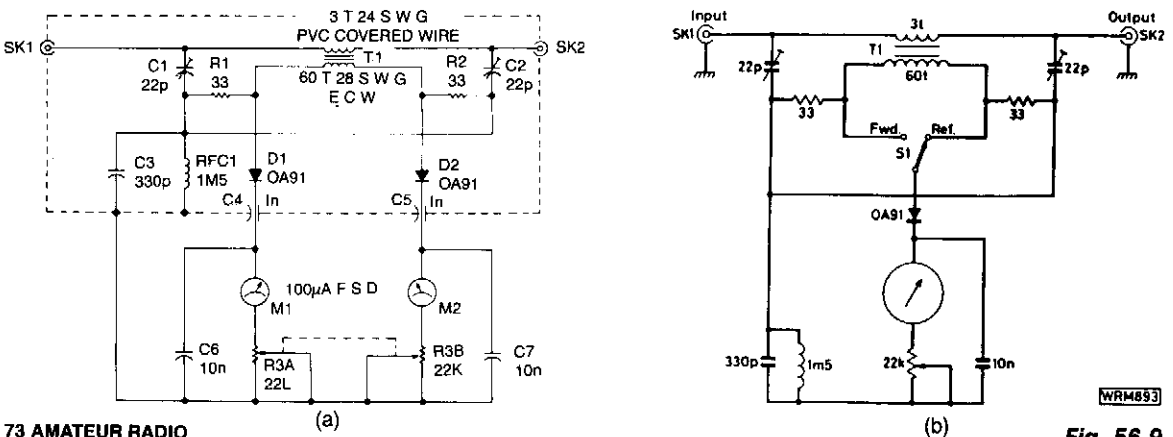 3 T 24 S W G
PVC COVERED WIRE
SK1
SK2
T1
C1
22p
R1
33
60 T 28 S W G
E C W
R2
33
C2
22p
C3
330p
RFC1
1M5
D1
OA91
D2
OA91
C4
In
C5
In
100µA F S D
M1
M2
C6
10n
R3A
22L
R3B
22K
C7
10n
(a)
73 AMATEUR RADIO
Input
SK1
3t
Output
SK2
T1
60t
22p
22p
33
33
Fwd.
Ref.
S1
OA91
330p
1m5
22k
10n
WRM893
(b)
Fig. 56-9